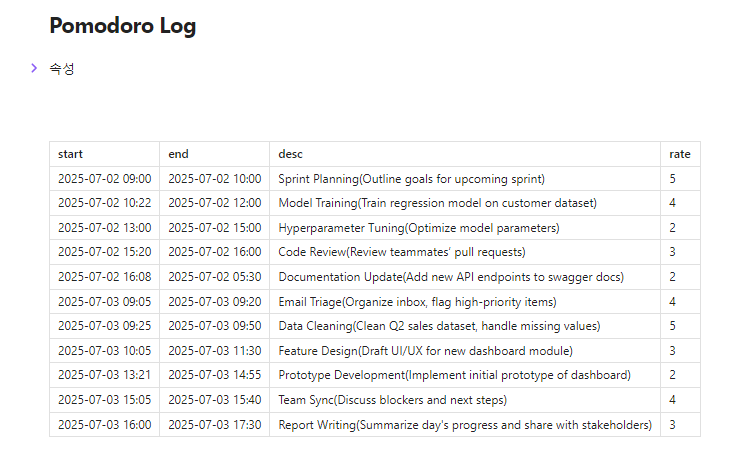 Pomodoro Log
속성
start end desc rate
2025-07-02 09:00 2025-07-02 10:00 Sprint Planning(Outline goals for upcoming sprint) 5
2025-07-02 10:22 2025-07-02 12:00 Model Training(Train regression model on customer dataset) 4
2025-07-02 13:00 2025-07-02 15:00 Hyperparameter Tuning(Optimize model parameters) 2
2025-07-02 15:20 2025-07-02 16:00 Code Review(Review teammates’ pull requests) 3
2025-07-02 16:08 2025-07-02 05:30 Documentation Update(Add new API endpoints to swagger docs) 2
2025-07-03 09:05 2025-07-03 09:20 Email Triage(Organize inbox, flag high-priority items) 4
2025-07-03 09:25 2025-07-03 09:50 Data Cleaning(Clean Q2 sales dataset, handle missing values) 5
2025-07-03 10:05 2025-07-03 11:30 Feature Design(Draft UI/UX for new dashboard module) 3
2025-07-03 13:21 2025-07-03 14:55 Prototype Development(Implement initial prototype of dashboard) 2
2025-07-03 15:05 2025-07-03 15:40 Team Sync(Discuss blockers and next steps) 4
2025-07-03 16:00 2025-07-03 17:30 Report Writing(Summarize day's progress and share with stakeholders) 3